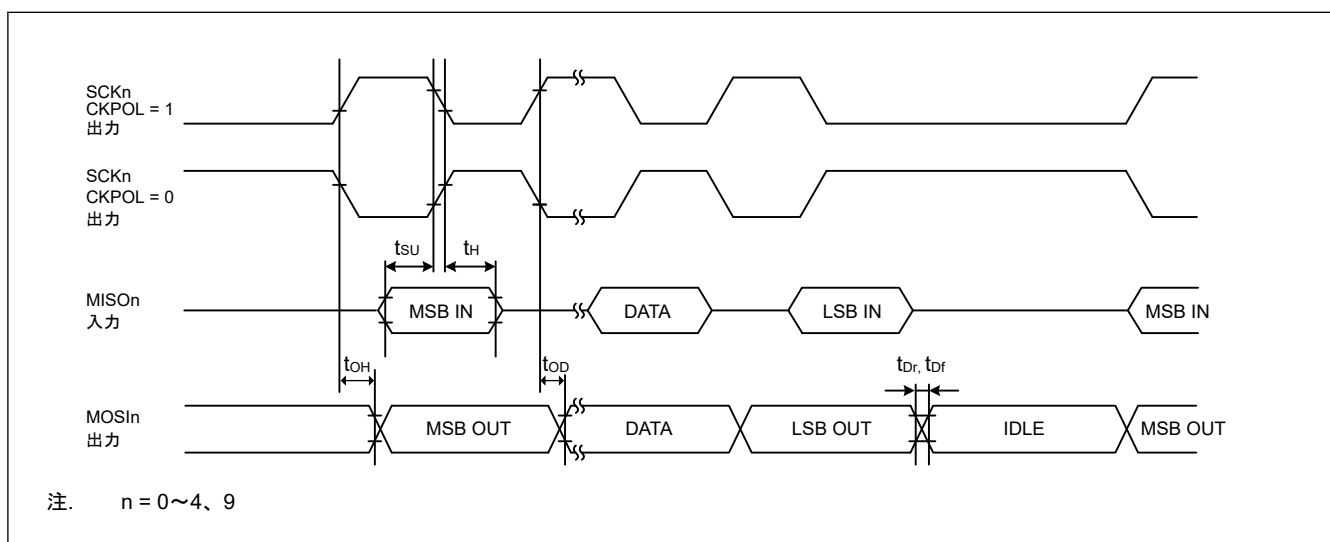 SCKn
CKPOL = 1
出力
SCKn
CKPOL = 0
出力
tSU
tH
MISOn
入力
MSB IN
DATA
LSB IN
MSB IN
tOH
tOD
tDr, tDf
MOSIn
出力
MSB OUT
DATA
LSB OUT
IDLE
MSB OUT
注. n = 0～4、9